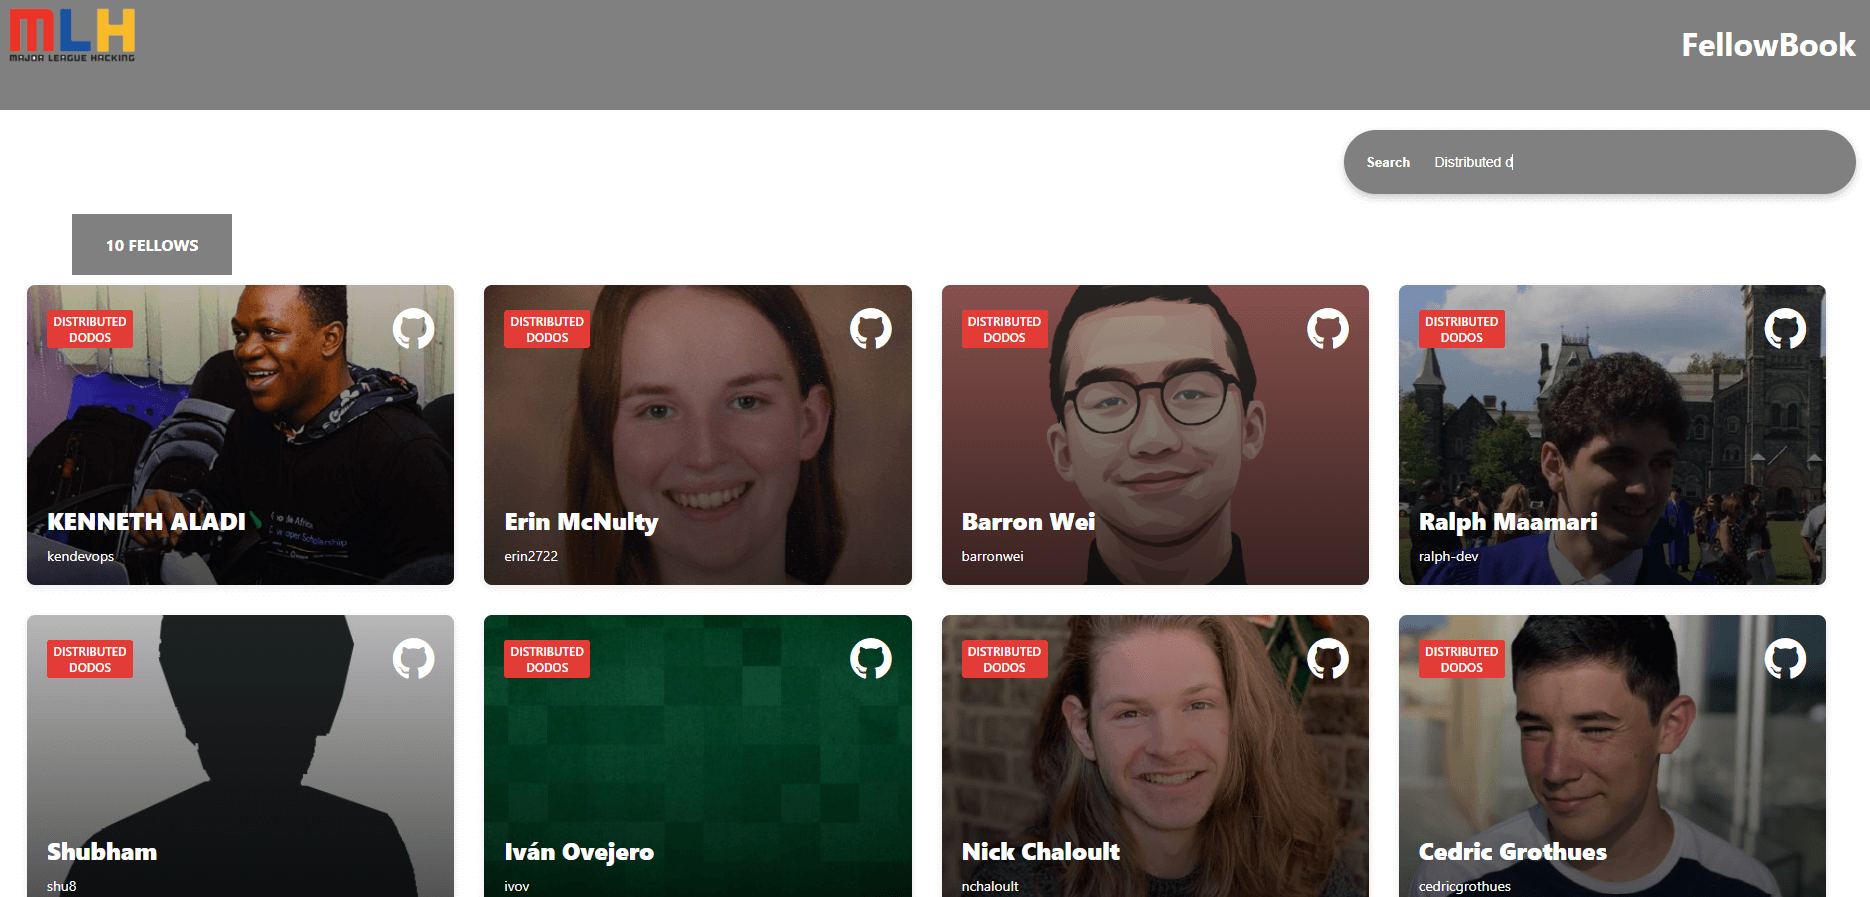 MLH
MAJOR LEAGUE HACKING
FellowBook
Search Distributed d
10 FELLOWS
DISTRIBUTED
DODOS
KENNETH ALADI
kendevops
DISTRIBUTED
DODOS
Erin McNulty
erin2722
DISTRIBUTED
DODOS
Barron Wei
barronwei
DISTRIBUTED
DODOS
Ralph Maamari
ralph-dev
DISTRIBUTED
DODOS
Shubham
shu8
DISTRIBUTED
DODOS
Iván Ovejero
ivov
DISTRIBUTED
DODOS
Nick Chaloult
nchaloult
DISTRIBUTED
DODOS
Cedric Grothues
cedricgrothues